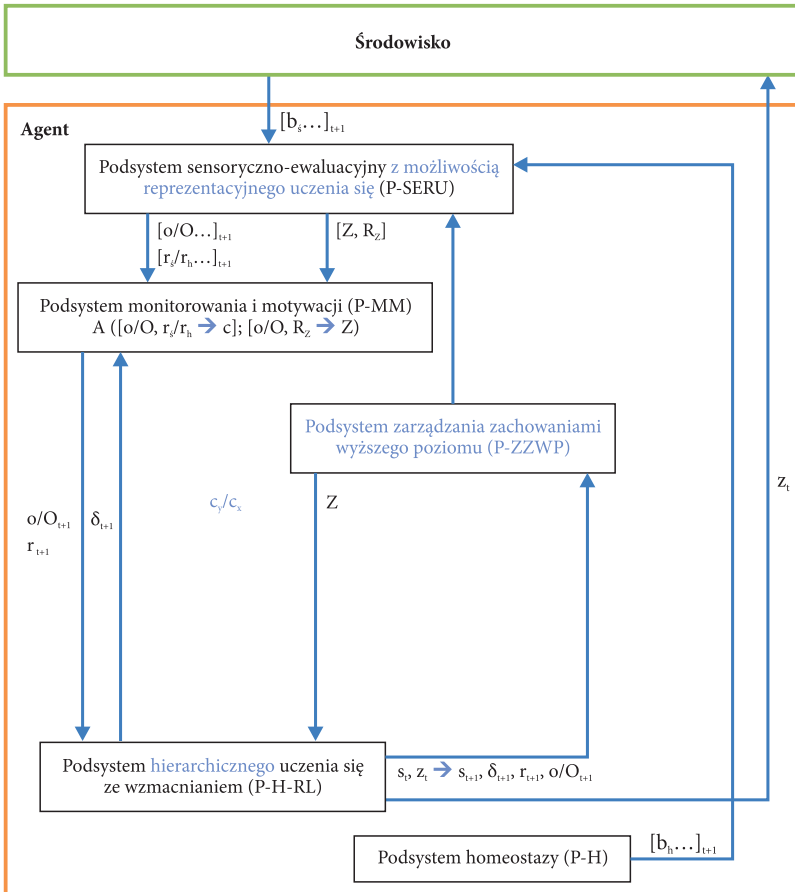 Środowisko
[bś…]t+1
Agent
Podsystem sensoryczno-ewaluacyjny z możliwością
reprezentacyjnego uczenia się (P-SERU)
[o/O…]t+1
[rś/rh…]t+1
[Z, RZ]
Podsystem monitorowania i motywacji (P-MM)
A ([o/O, rś/rh ➔ c]; [o/O, RZ ➔ Z)
Podsystem zarządzania zachowaniami
wyższego poziomu (P-ZZWP)
zt
cy/cx
Z
o/Ot+1
δt+1
rt+1
Podsystem hierarchicznego uczenia się
ze wzmacnianiem (P-H-RL)
st, zt ➔ st+1, δt+1, rt+1, o/Ot+1
Podsystem homeostazy (P-H)
[bh…]t+1